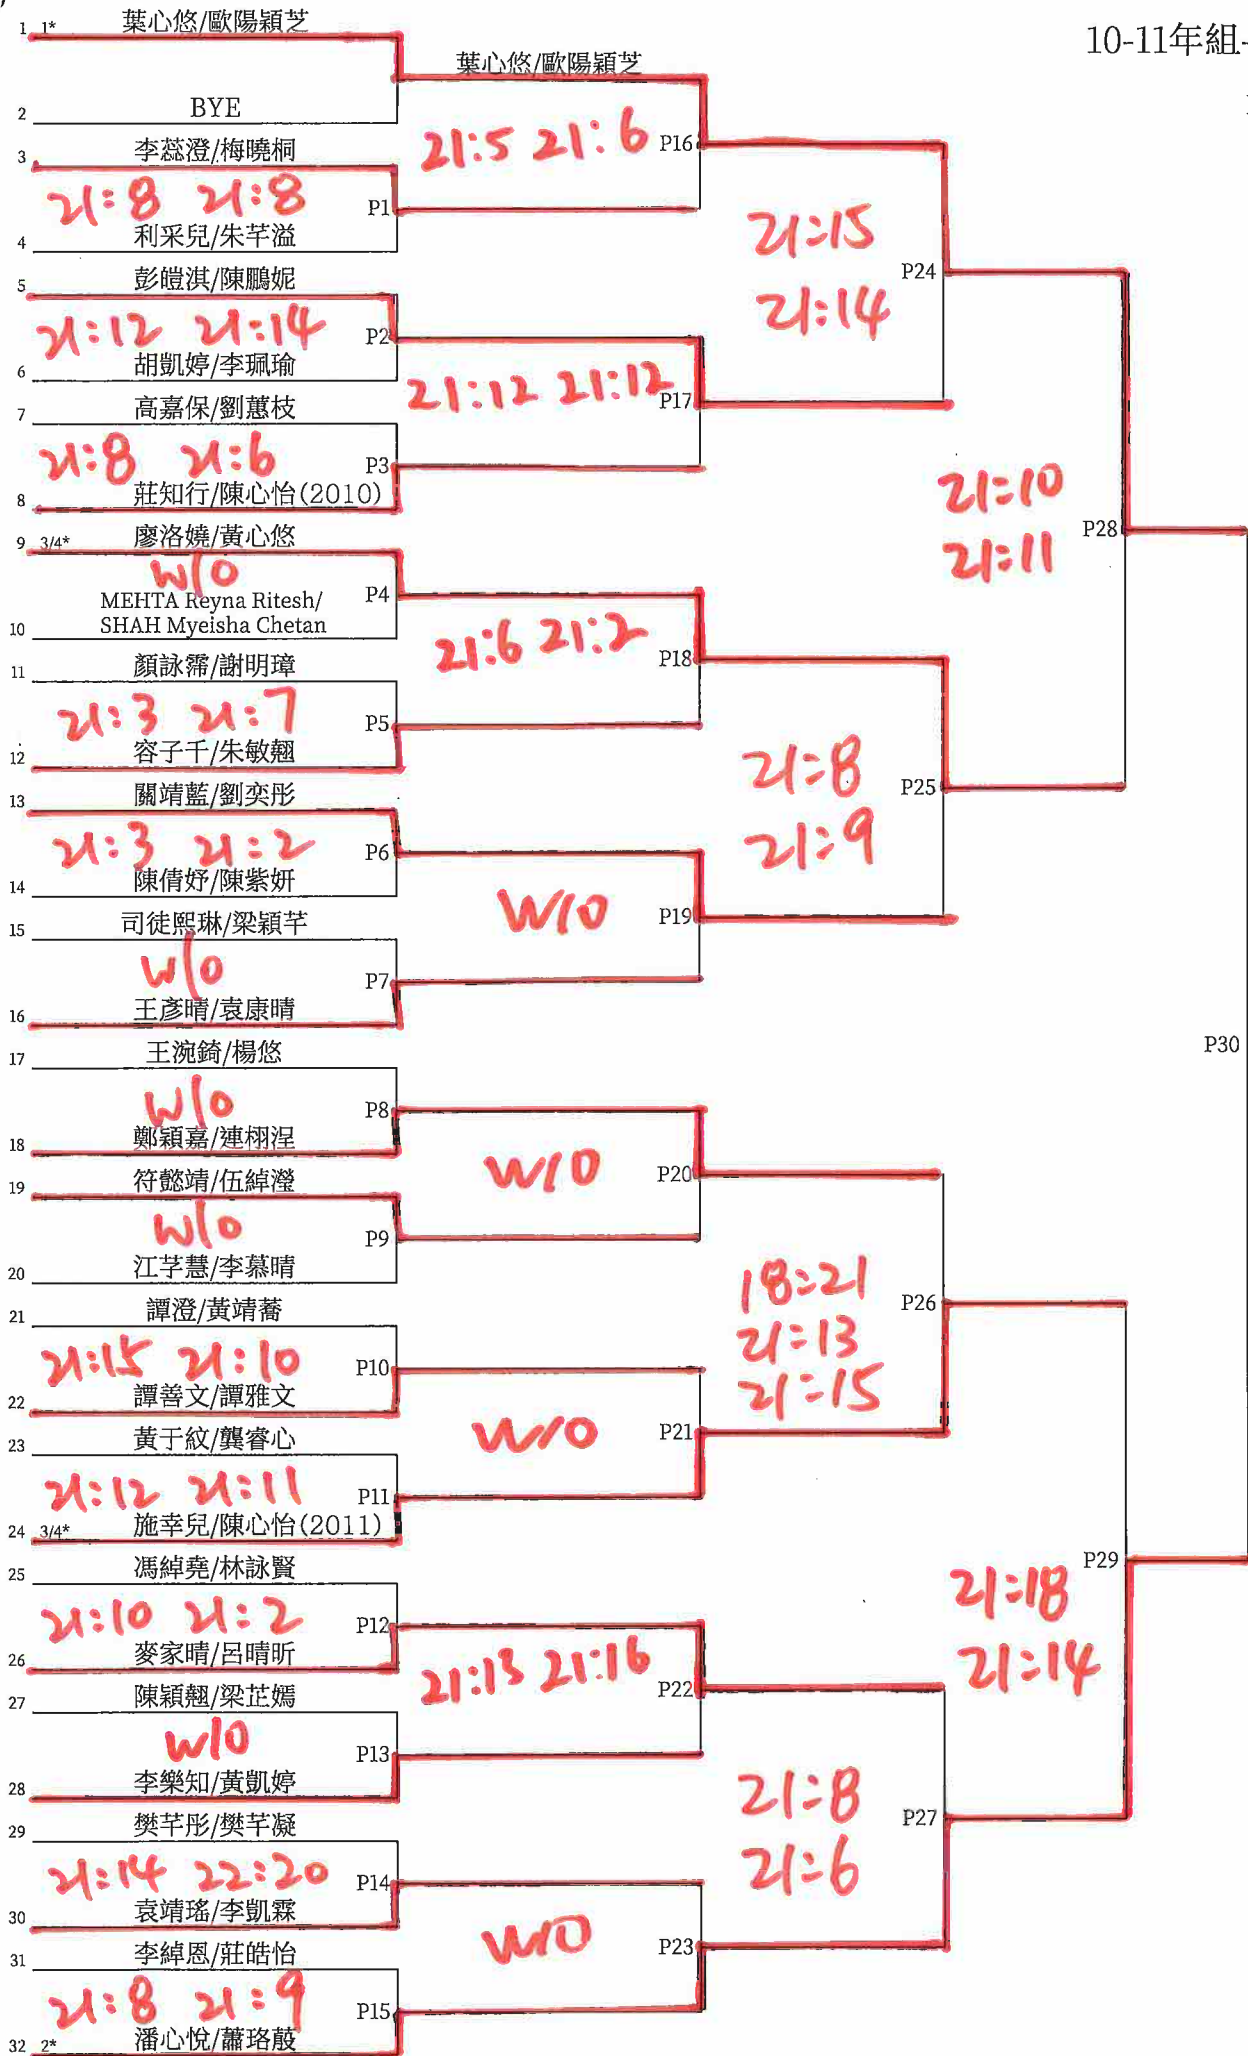 10-11年組-
1 1* 葉心悠/歐陽穎芝
葉心悠/歐陽穎芝
2 BYE
21:5 21:6 P16
3 李蕊澄/梅曉桐
21:8 21:8 P1
4 利采兒/朱芊溢
21:15
21:14
P24
5 彭皚淇/陳鵬妮
21:12 21:14 P2
6 胡凱婷/李珮瑜
21:12 21:12 P17
7 高嘉保/劉蕙枝
21:8 21:6 P3
8 莊知行/陳心怡(2010)
21:10
21:11
P28
9 3/4* 廖洛嬈/黃心悠
W/O P4
MEHTA Reyna Ritesh/
10 SHAH Myeisha Chetan
21:6 21:2 P18
11 顏詠霈/謝明璋
21:3 21:7 P5
12 容子千/朱敏翹
21:8
21:9
P25
13 關靖藍/劉奕彤
21:3 21:2 P6
14 陳倩妤/陳紫妍
W/O P19
15 司徒熙琳/梁穎芊
W/O P7
16 王彥晴/袁康晴
P30
17 王涴錡/楊悠
W/O P8
18 鄭穎嘉/連栩涅
W/O P20
19 符懿靖/伍綽瀅
W/O P9
20 江芓慧/李慕晴
18:21
21:13
21:15
P26
21 譚澄/黃靖蕎
21:15 21:10 P10
22 譚善文/譚雅文
W/O P21
23 黃于紋/龔睿心
21:12 21:11 P11
24 3/4* 施幸兒/陳心怡(2011)
P29
21:18
21:14
25 馮綽堯/林詠賢
21:10 21:2 P12
26 麥家晴/呂晴昕
21:13 21:16 P22
27 陳穎翹/梁芷嫣
W/O P13
28 李樂知/黃凱婷
21:8
21:6
P27
29 樊芊彤/樊芊凝
21:14 22:20 P14
30 袁靖瑤/李凱霖
W/O P23
31 李綽恩/莊皓怡
21:8 21:9 P15
32 2* 潘心悅/蕭珞殷